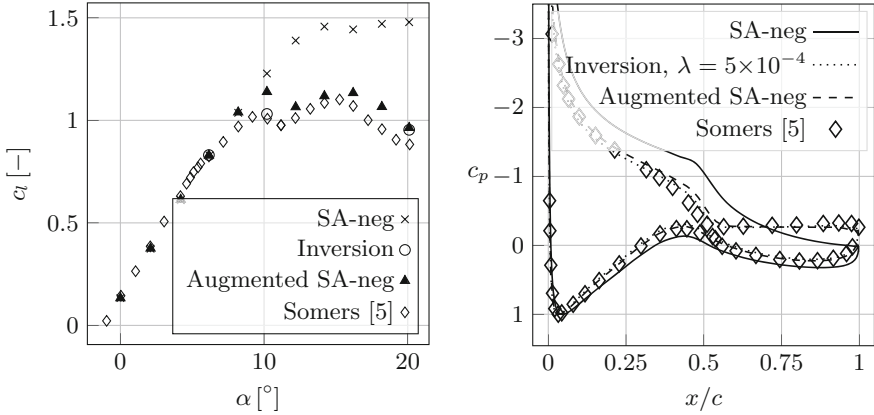 1.5
1
0.5
0
c_l [−]
0
10
20
α [°]
SA-neg
Inversion
Augmented SA-neg
Somers [5]
−3
−2
−1
0
1
c_p
0
0.25
0.5
0.75
1
x/c
SA-neg
Inversion, λ = 5×10⁻⁴
Augmented SA-neg
Somers [5]